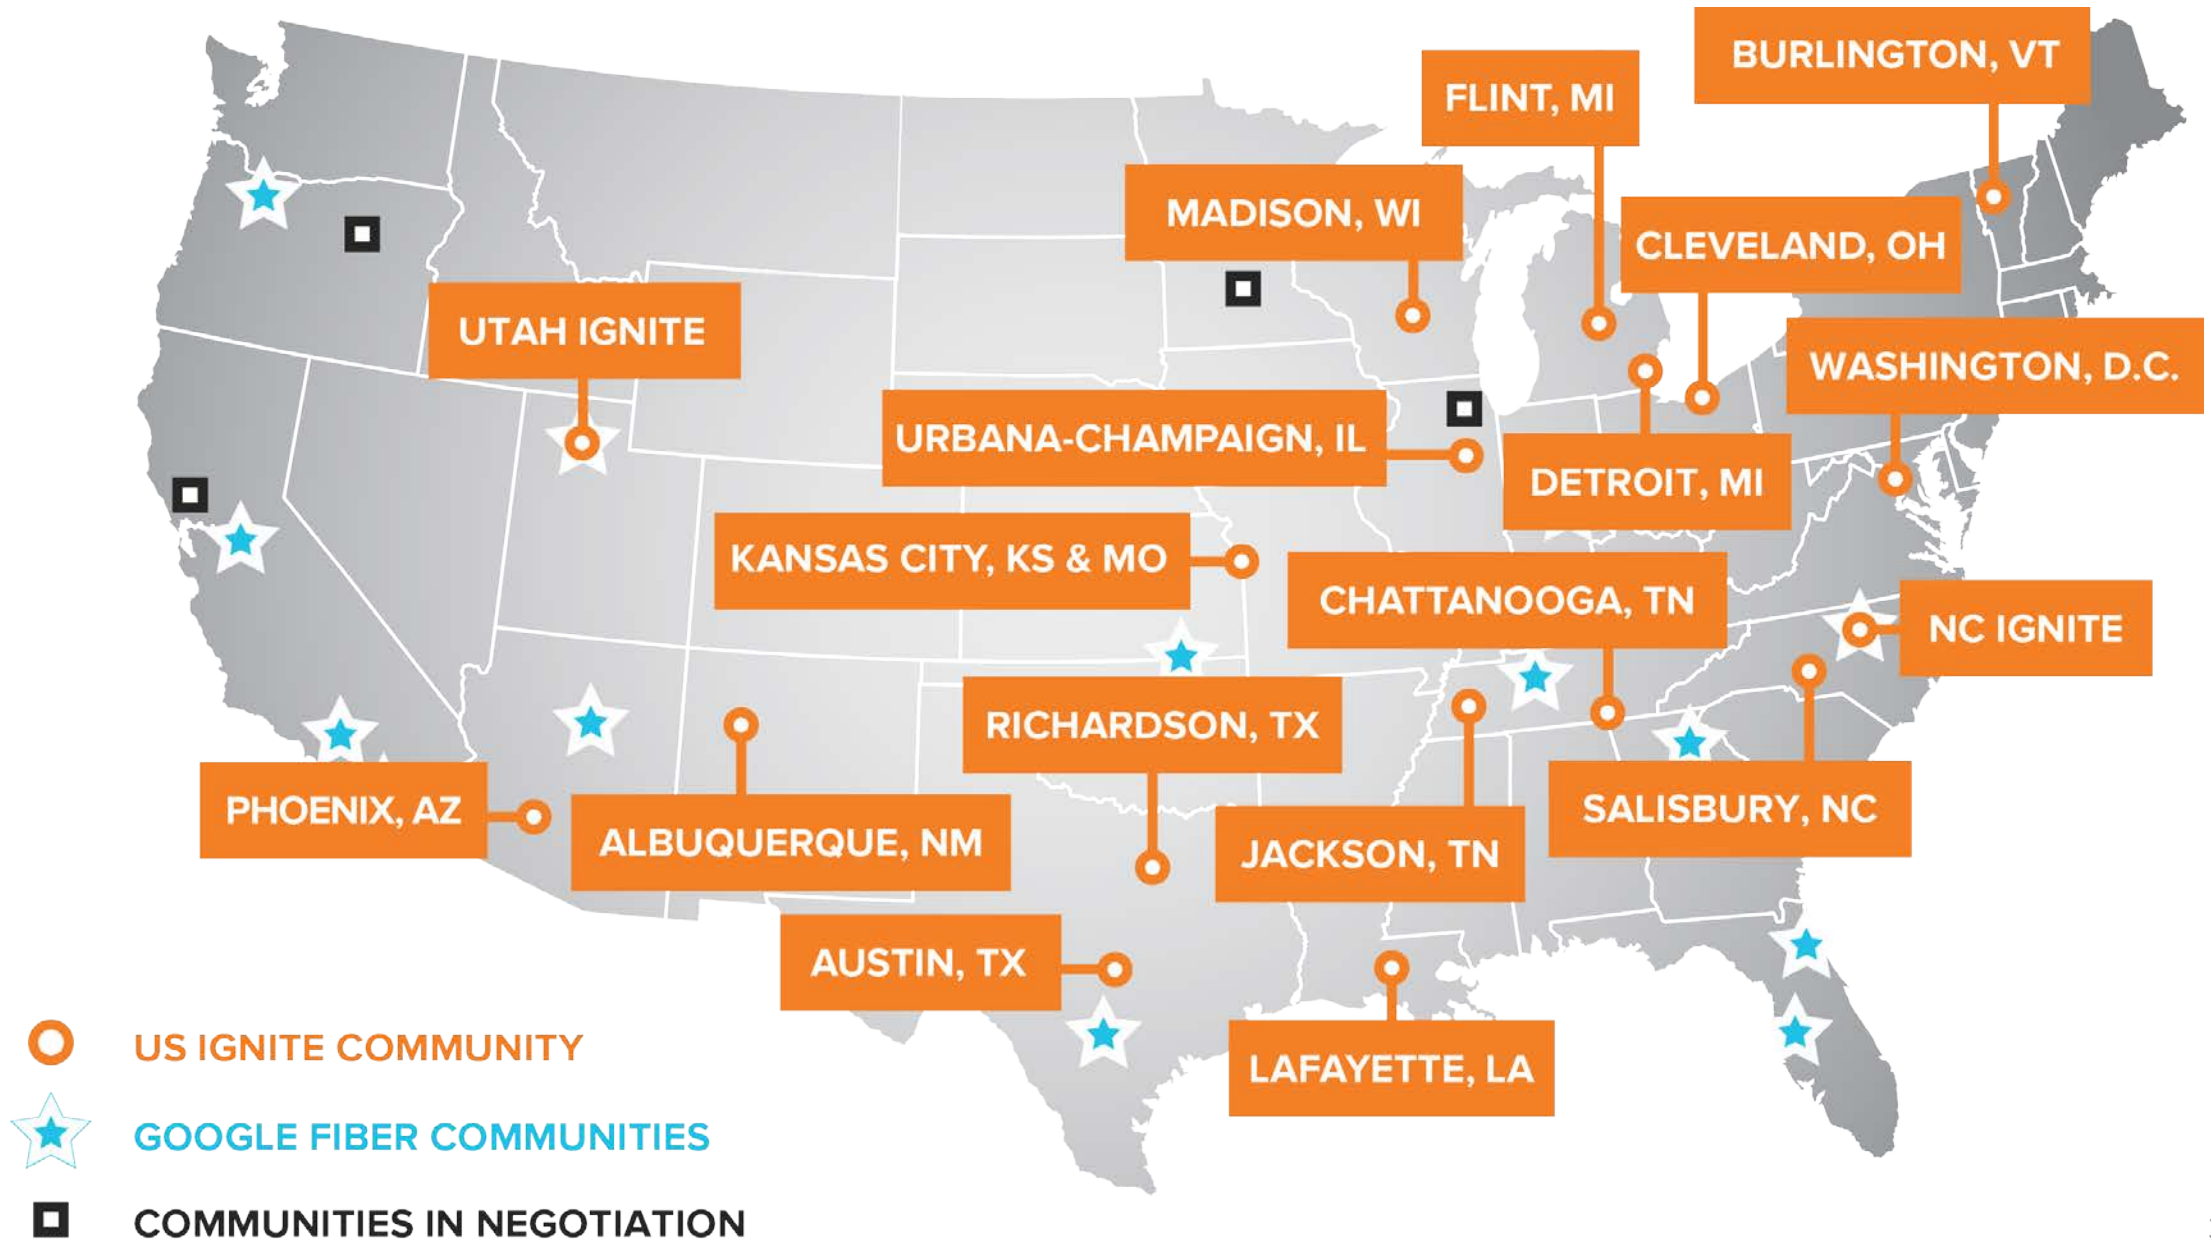 BURLINGTON, VT
FLINT, MI
MADISON, WI
CLEVELAND, OH
UTAH IGNITE
WASHINGTON, D.C.
URBANA-CHAMPAIGN, IL
DETROIT, MI
KANSAS CITY, KS & MO
CHATTANOOGA, TN
NC IGNITE
RICHARDSON, TX
PHOENIX, AZ
ALBUQUERQUE, NM
JACKSON, TN
SALISBURY, NC
AUSTIN, TX
LAFAYETTE, LA
US IGNITE COMMUNITY
GOOGLE FIBER COMMUNITIES
COMMUNITIES IN NEGOTIATION